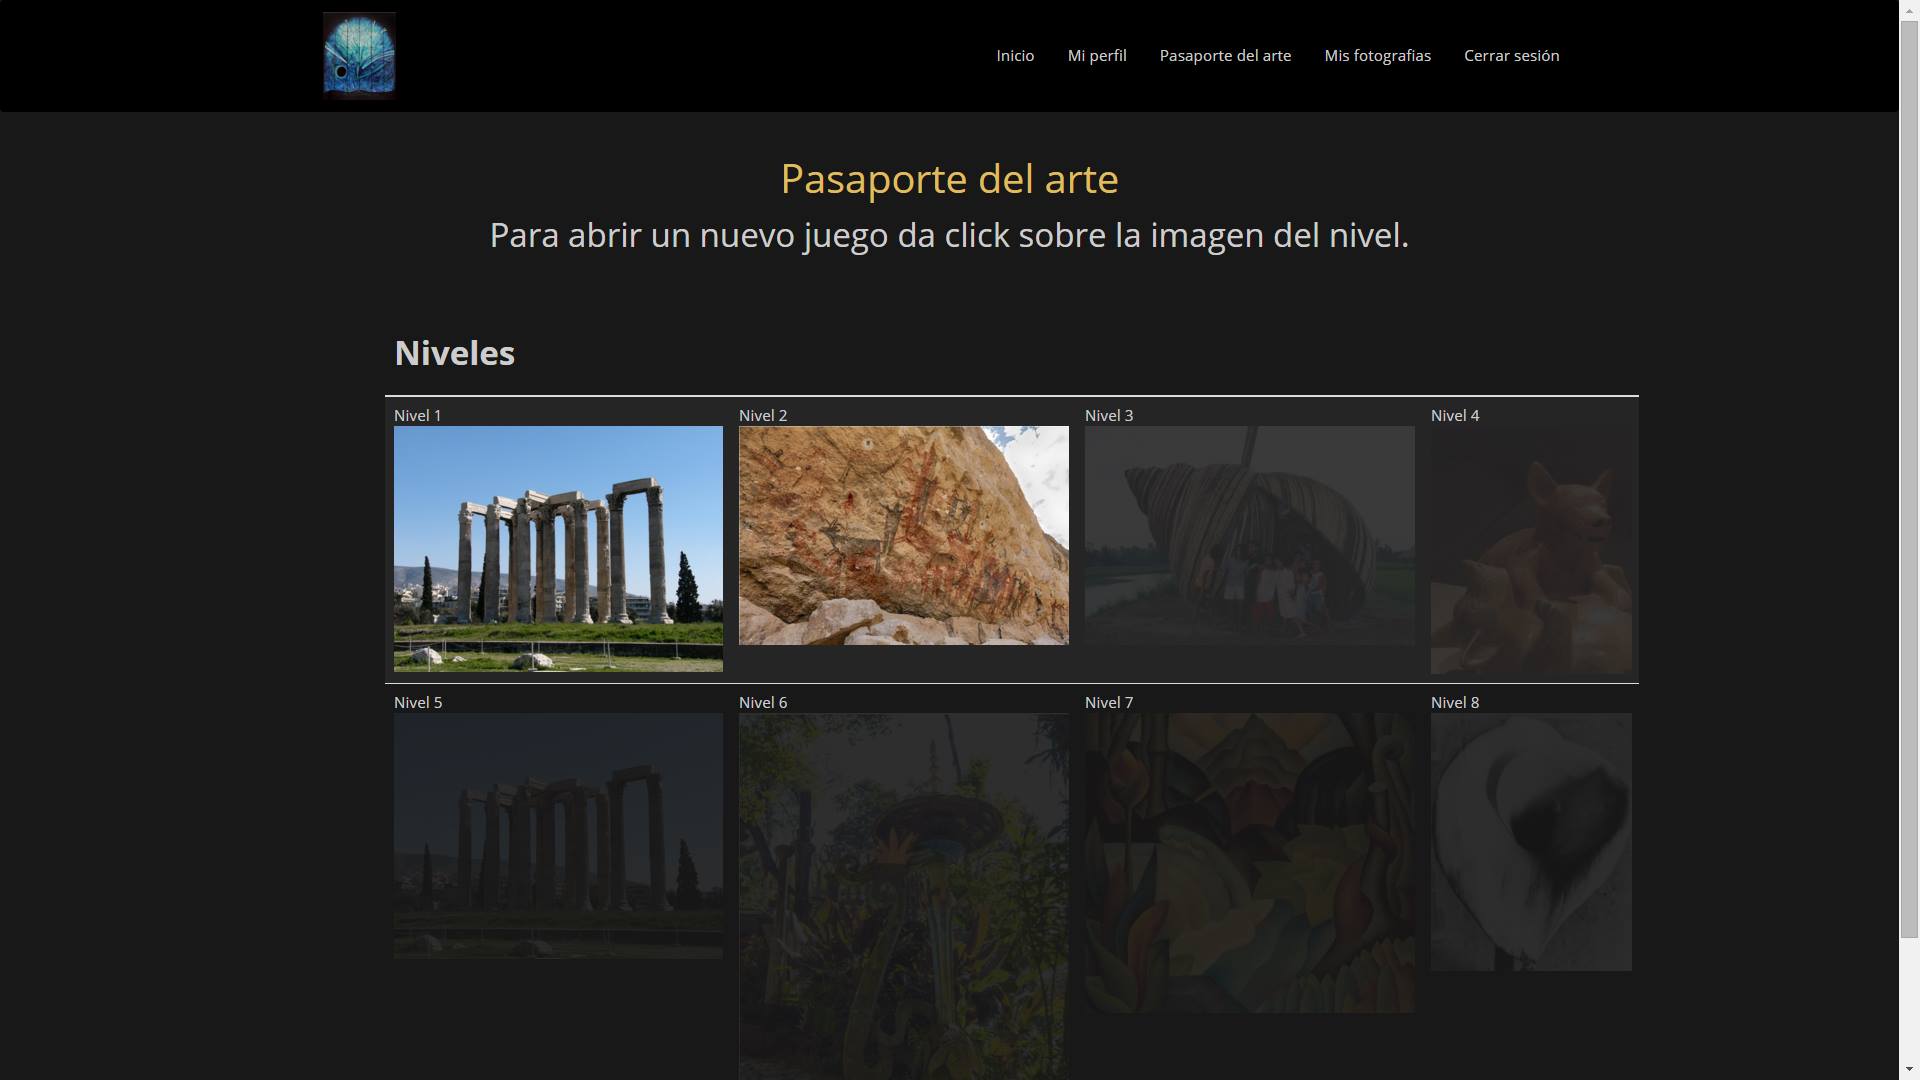 Inicio Mi perfil Pasaporte del arte Mis fotografias Cerrar sesión
Pasaporte del arte
Para abrir un nuevo juego da click sobre la imagen del nivel.
Niveles
Nivel 1 Nivel 2 Nivel 3 Nivel 4
Nivel 5 Nivel 6 Nivel 7 Nivel 8